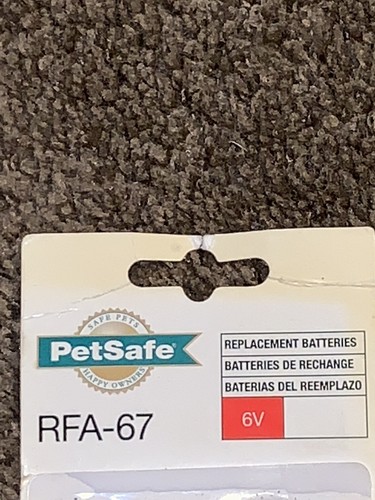 SAFE PETS
PetSafe
HAPPY OWNERS
RFA-67
REPLACEMENT BATTERIES
BATTERIES DE RECHANGE
BATERIAS DEL REEMPLAZO
6V